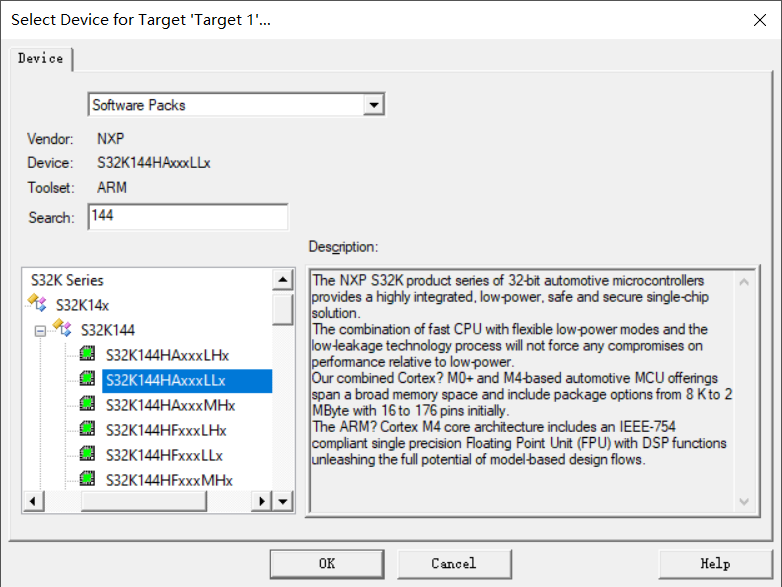 Select Device for Target 'Target 1'...
Device
Software Packs
Vendor: NXP
Device: S32K144HAxxxLLx
Toolset: ARM
Search: 144
Description:
S32K Series
S32K14x
S32K144
S32K144HAxxxLHx
S32K144HAxxxLLx
S32K144HAxxxMHx
S32K144HFxxxLHx
S32K144HFxxxLLx
S32K144HFxxxMHx
The NXP S32K product series of 32-bit automotive microcontrollers
provides a highly integrated, low-power, safe and secure single-chip
solution.
The combination of fast CPU with flexible low-power modes and the
low-leakage technology process will not force any compromises on
performance relative to low-power.
Our combined Cortex? M0+ and M4-based automotive MCU offerings
span a broad memory space and include package options from 8 K to 2
MByte with 16 to 176 pins initially.
The ARM? Cortex M4 core architecture includes an IEEE-754
compliant single precision Floating Point Unit (FPU) with DSP functions
unleashing the full potential of model-based design flows.
OK
Cancel
Help